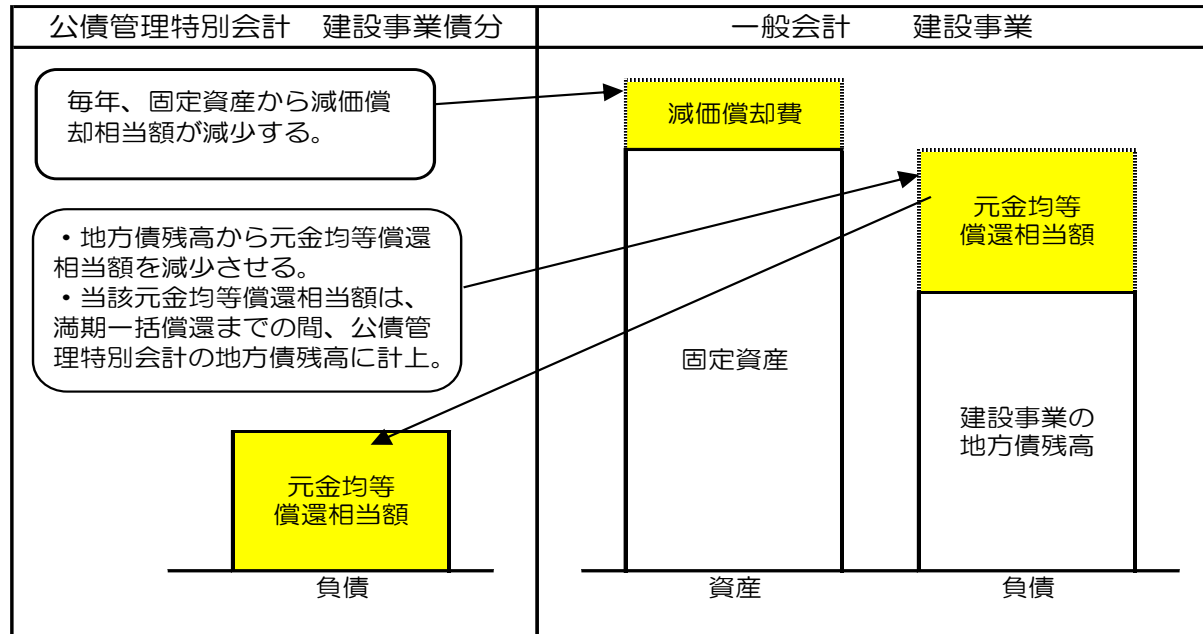 公債管理特別会計　建設事業債分
一般会計　　建設事業
毎年、固定資産から減価償
却相当額が減少する。
・地方債残高から元金均等償還
相当額を減少させる。
・当該元金均等償還相当額は、
満期一括償還までの間、公債管
理特別会計の地方債残高に計上。
元金均等
償還相当額
負債
減価償却費
固定資産
資産
元金均等
償還相当額
建設事業の
地方債残高
負債